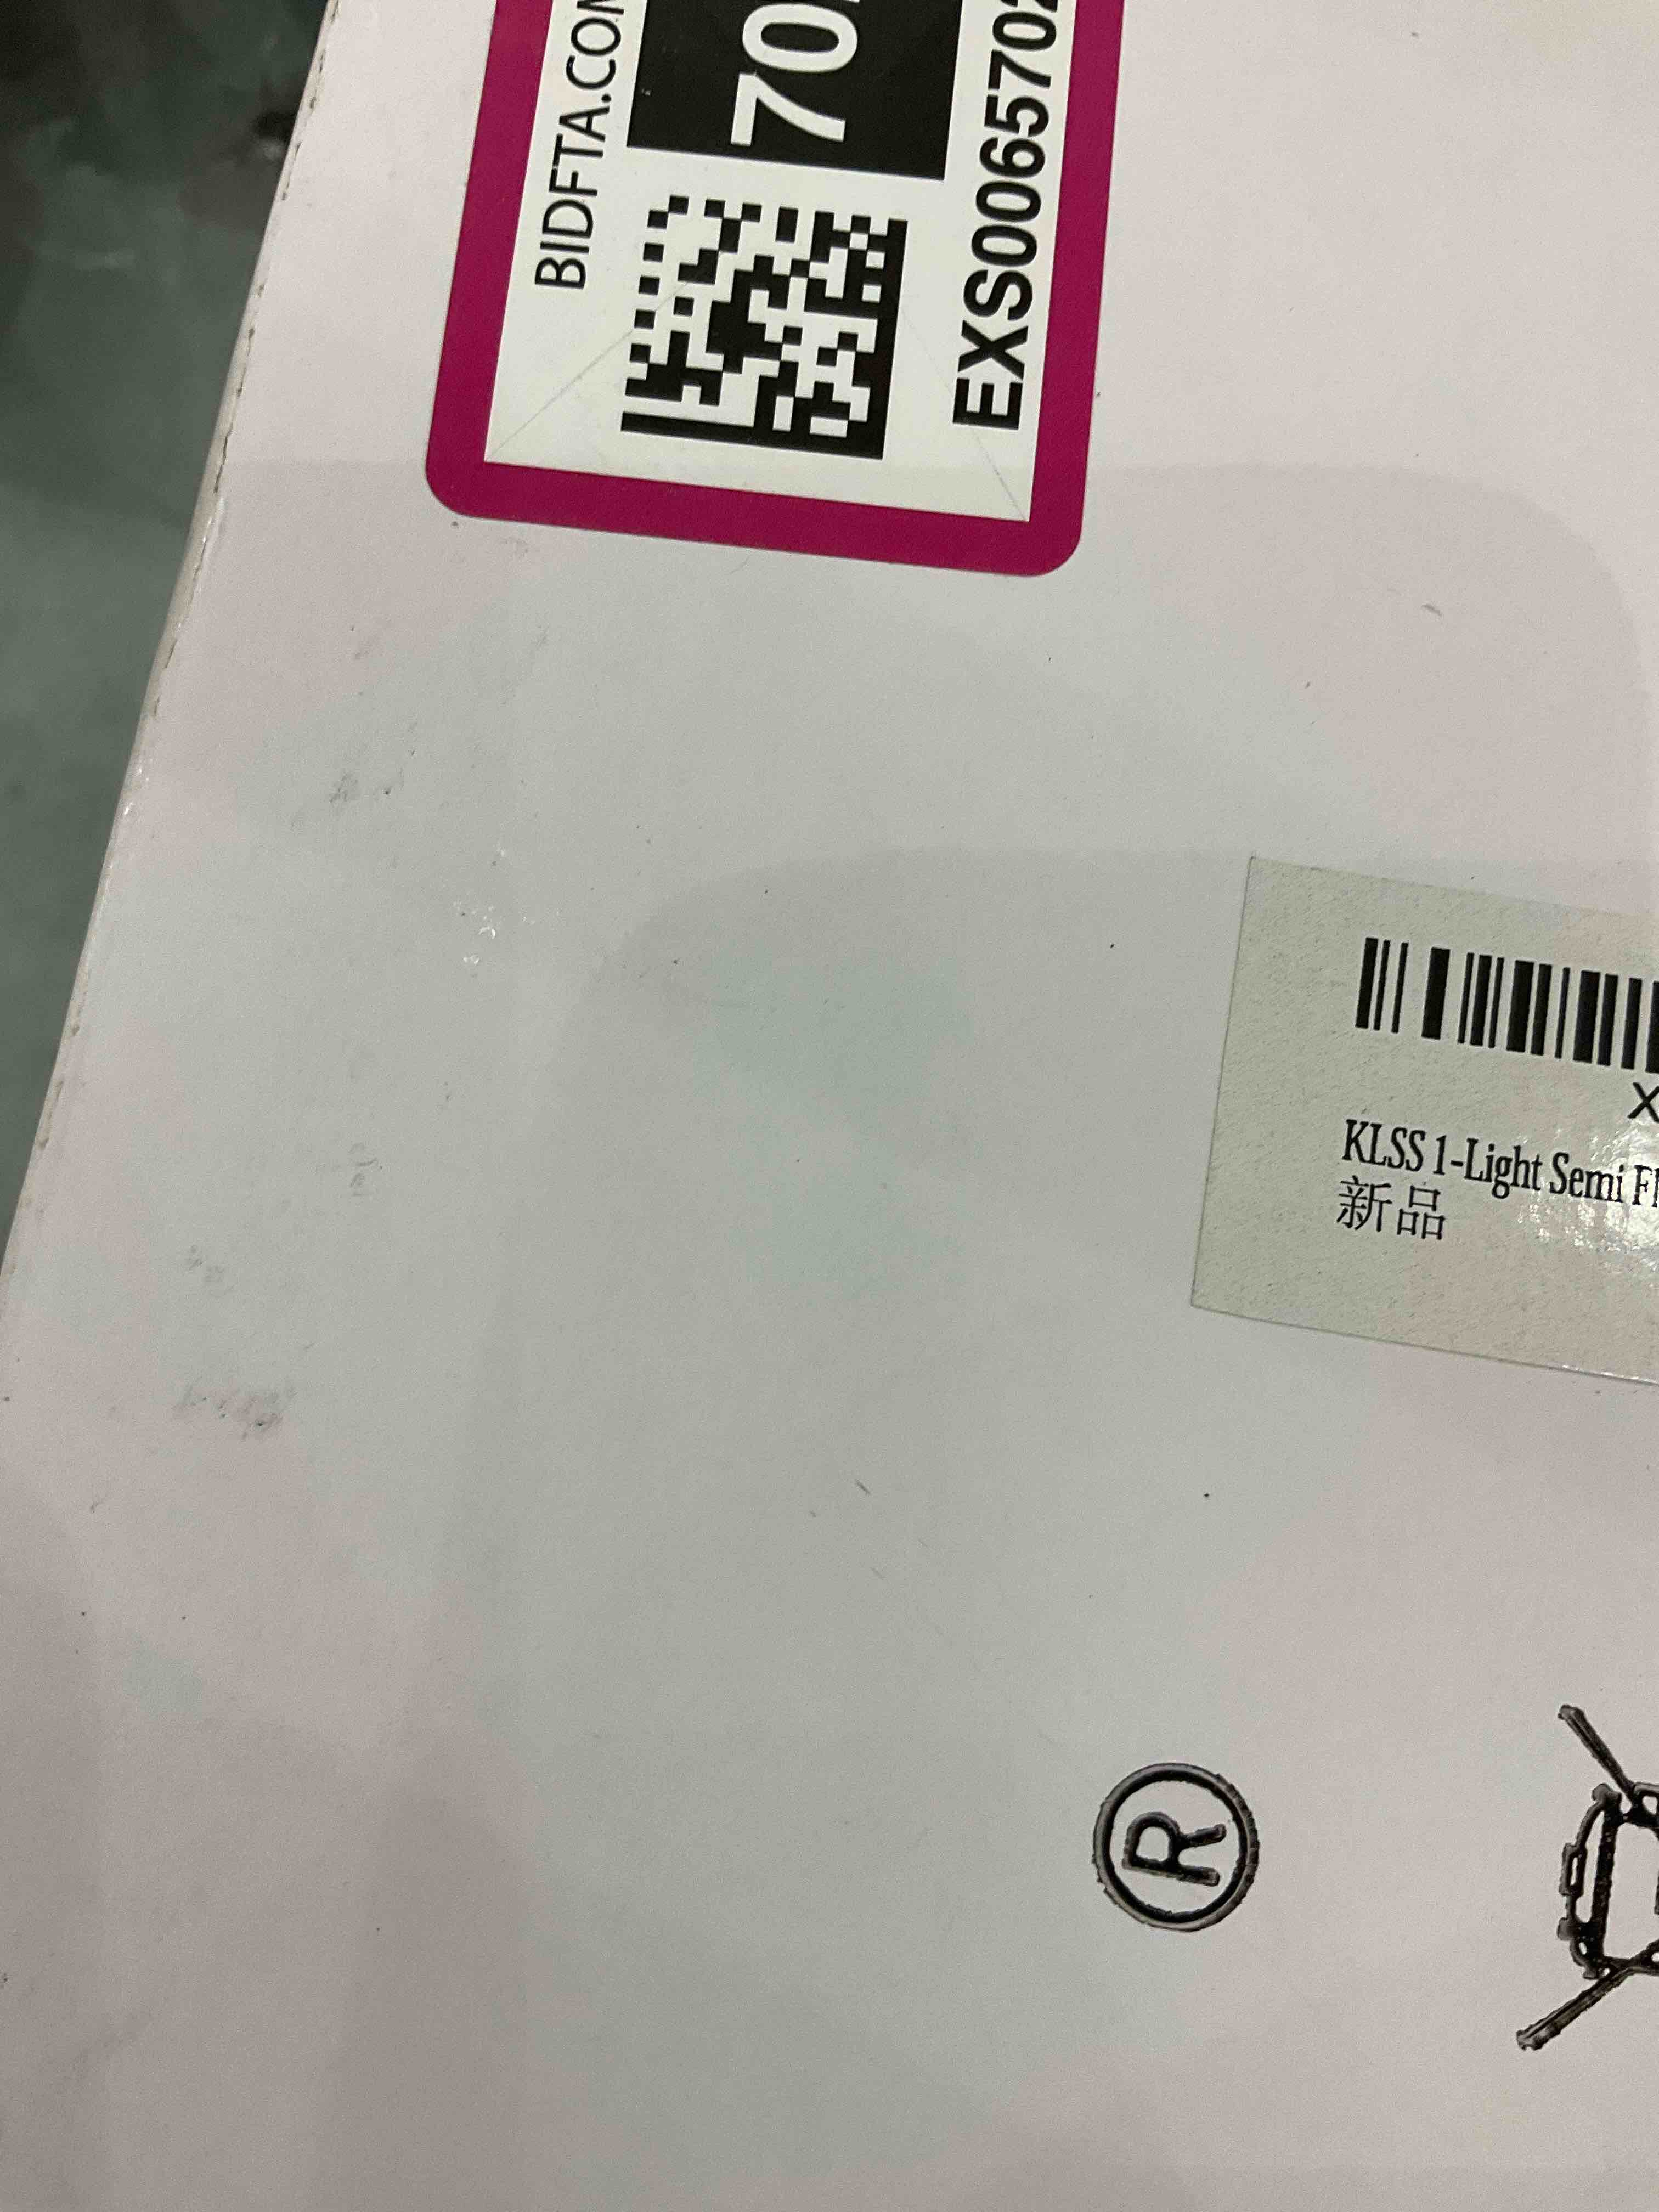 BIDFTA.COM
70
EXS0065702
X
KLSS 1-Light Semi Fl
新品
®